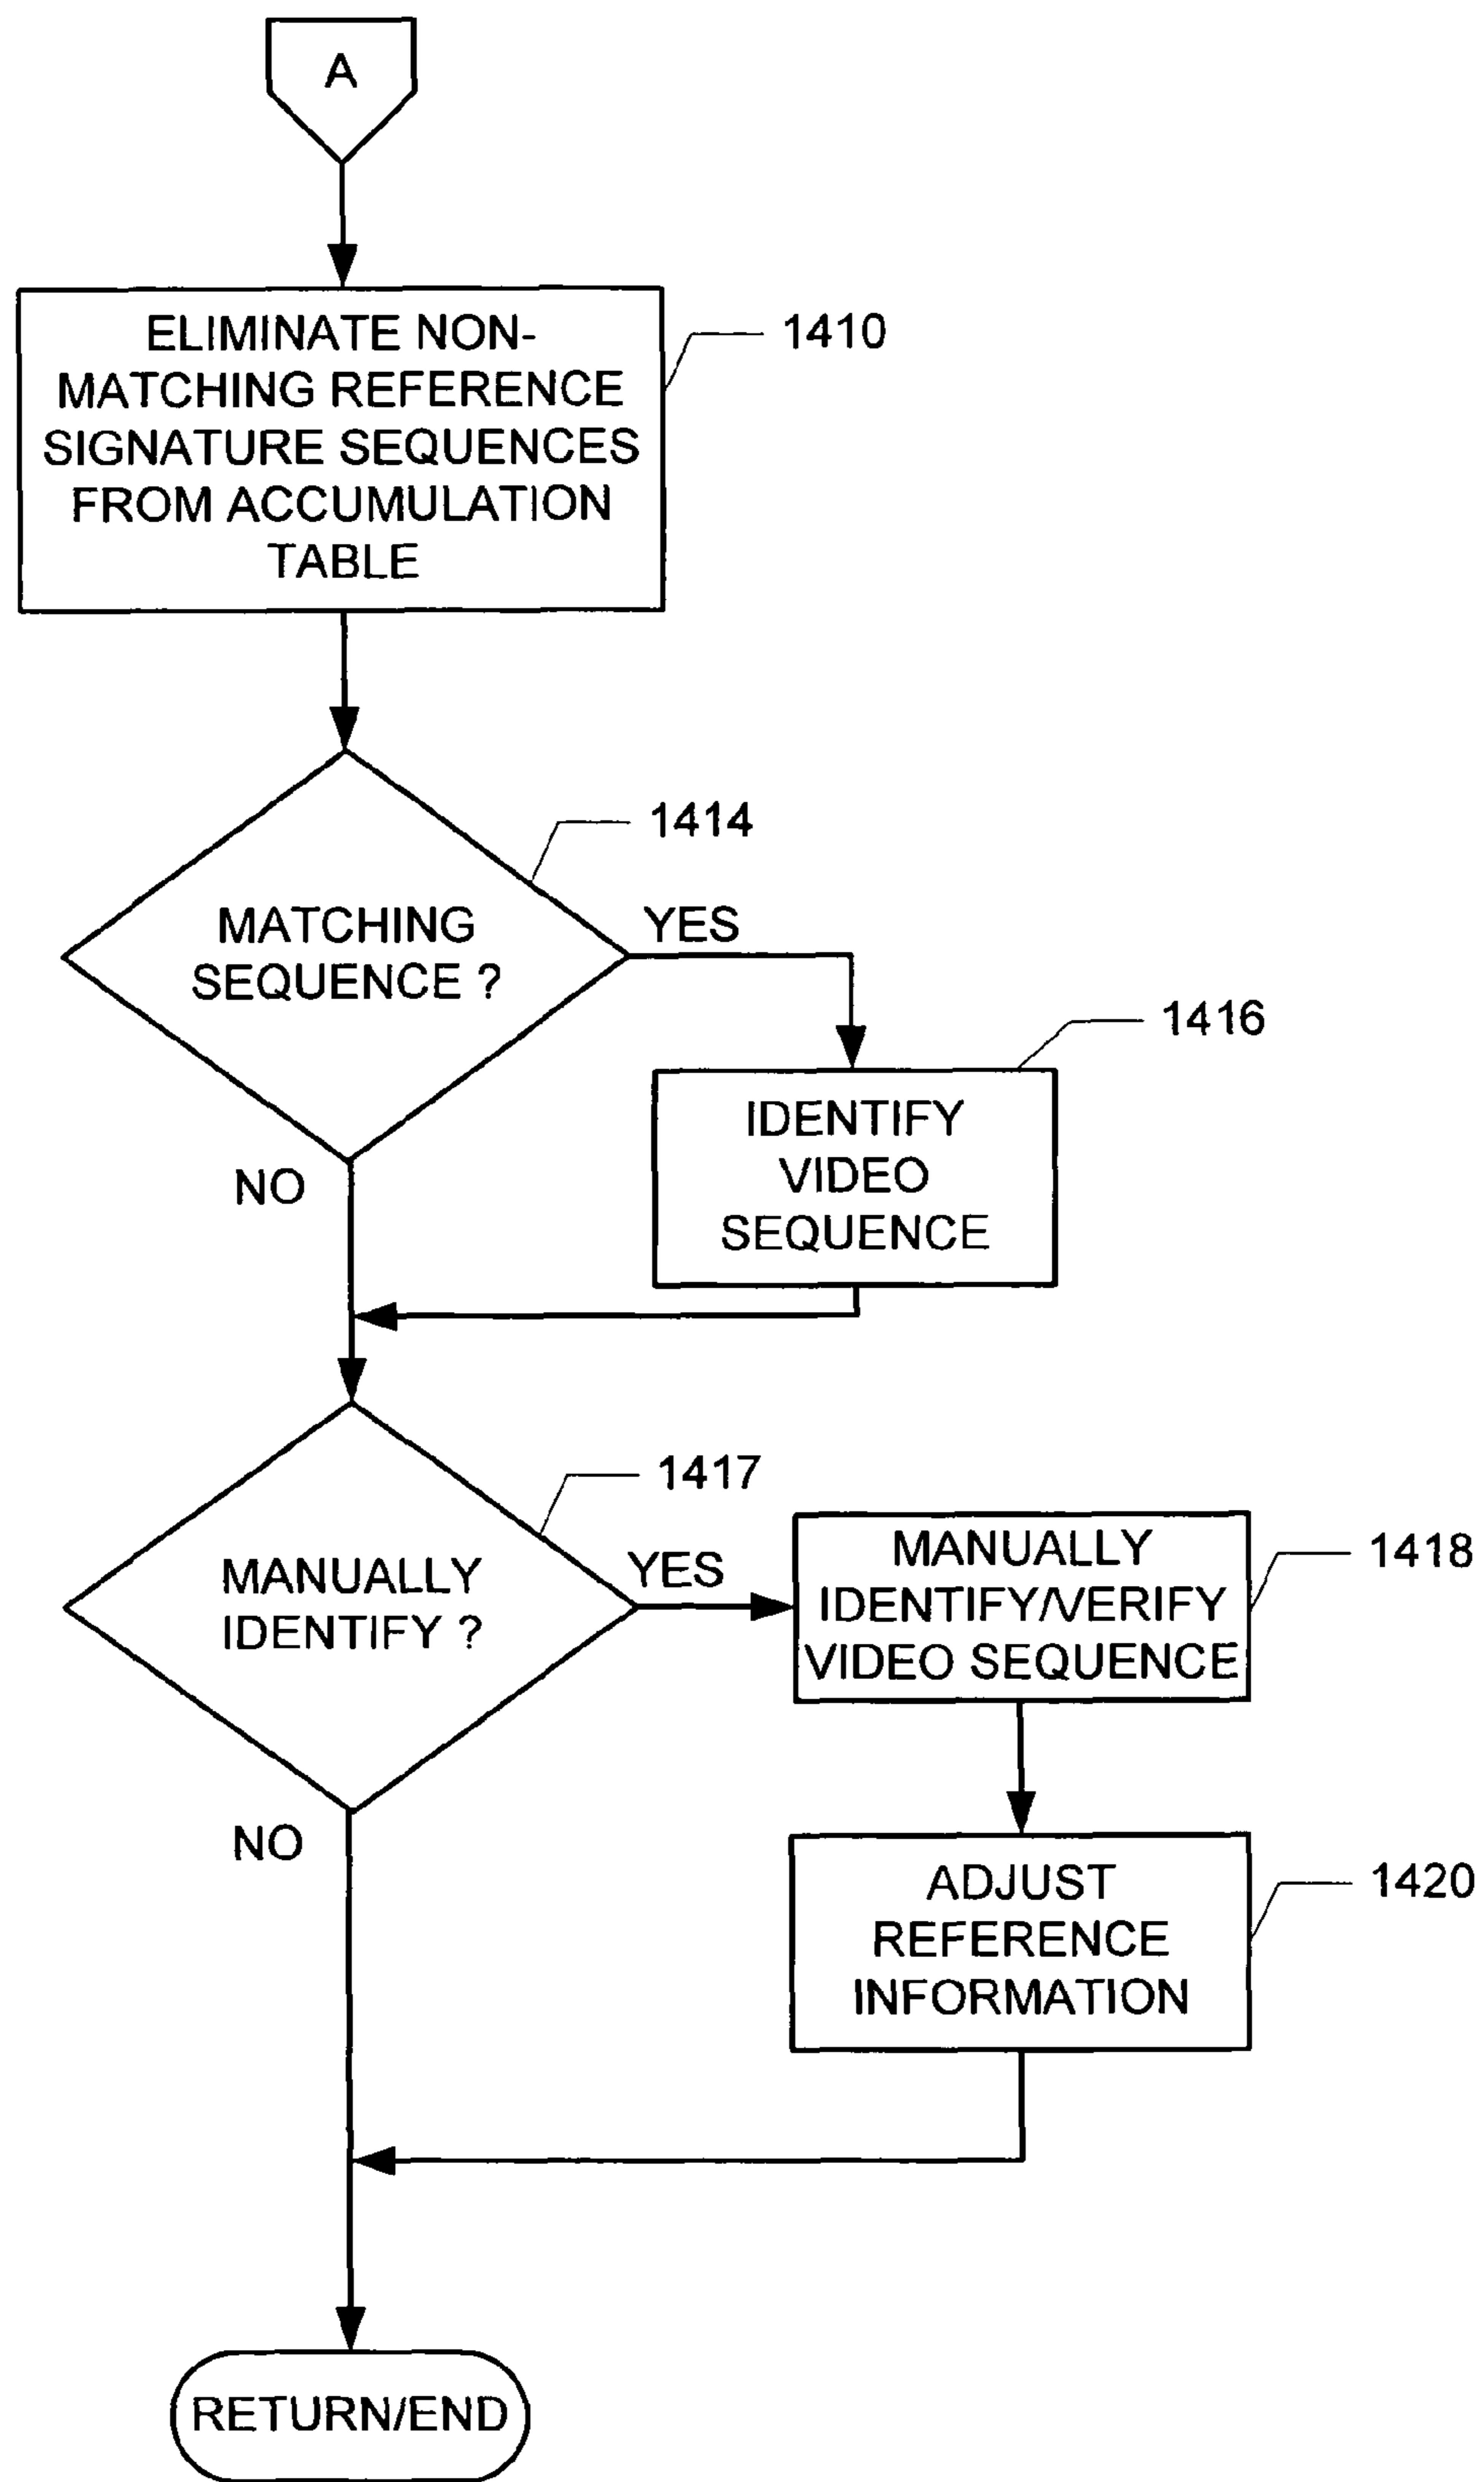 A
ELIMINATE NON-
MATCHING REFERENCE
SIGNATURE SEQUENCES
FROM ACCUMULATION
TABLE
1410
1414
MATCHING
SEQUENCE ?
YES
1416
IDENTIFY
VIDEO
SEQUENCE
NO
1417
MANUALLY
IDENTIFY ?
YES
MANUALLY
IDENTIFY/VERIFY
VIDEO SEQUENCE
1418
NO
ADJUST
REFERENCE
INFORMATION
1420
RETURN/END